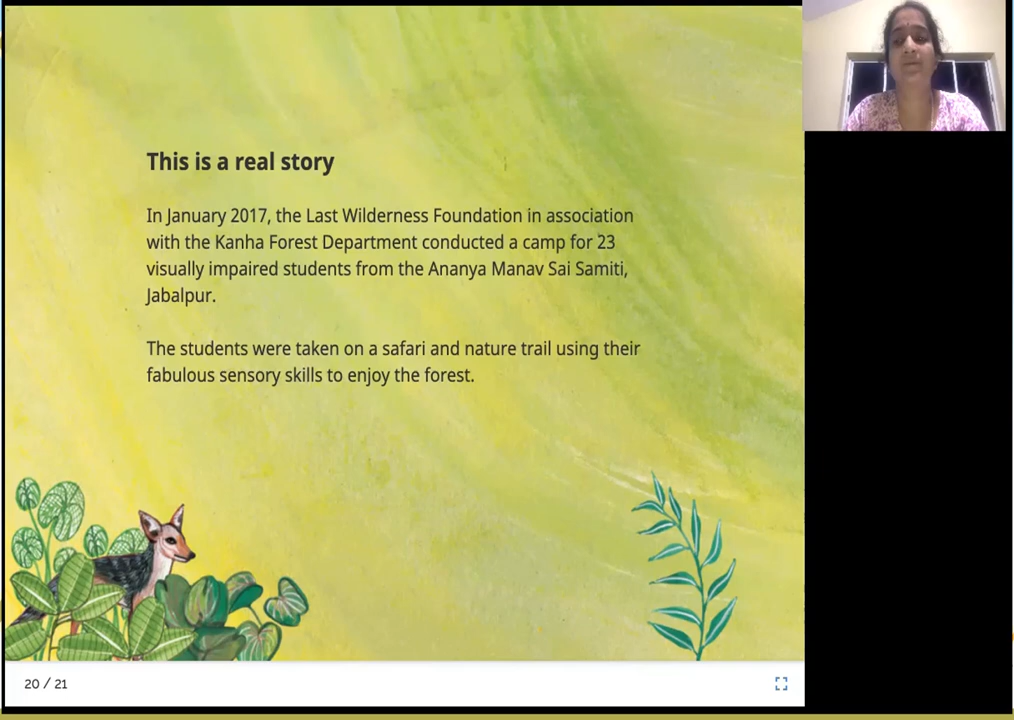 This is a real story
In January 2017, the Last Wilderness Foundation in association
with the Kanha Forest Department conducted a camp for 23
visually impaired students from the Ananya Manav Sai Samiti,
Jabalpur.
The students were taken on a safari and nature trail using their
fabulous sensory skills to enjoy the forest.
20 / 21